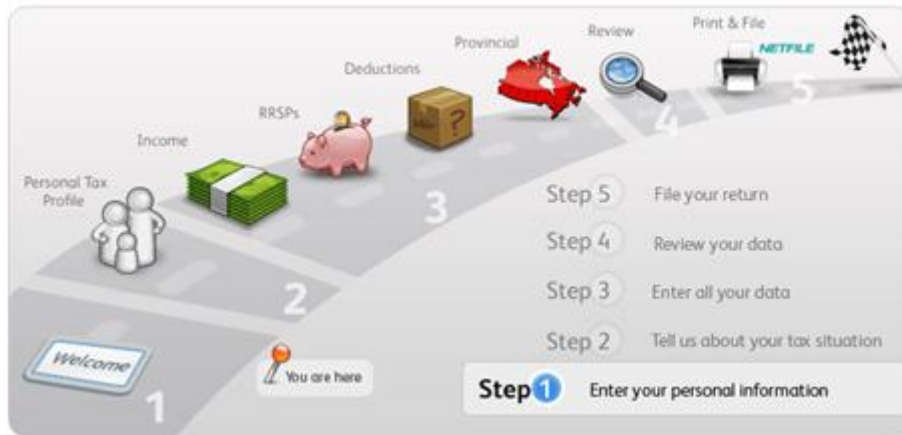 Print & File
NETFILE
Review
Provincial
Deductions
RRSPs
Income
Personal Tax
Profile
5
4
3
2
1
Welcome
You are here
Step 5 File your return
Step 4 Review your data
Step 3 Enter all your data
Step 2 Tell us about your tax situation
Step 1 Enter your personal information
?